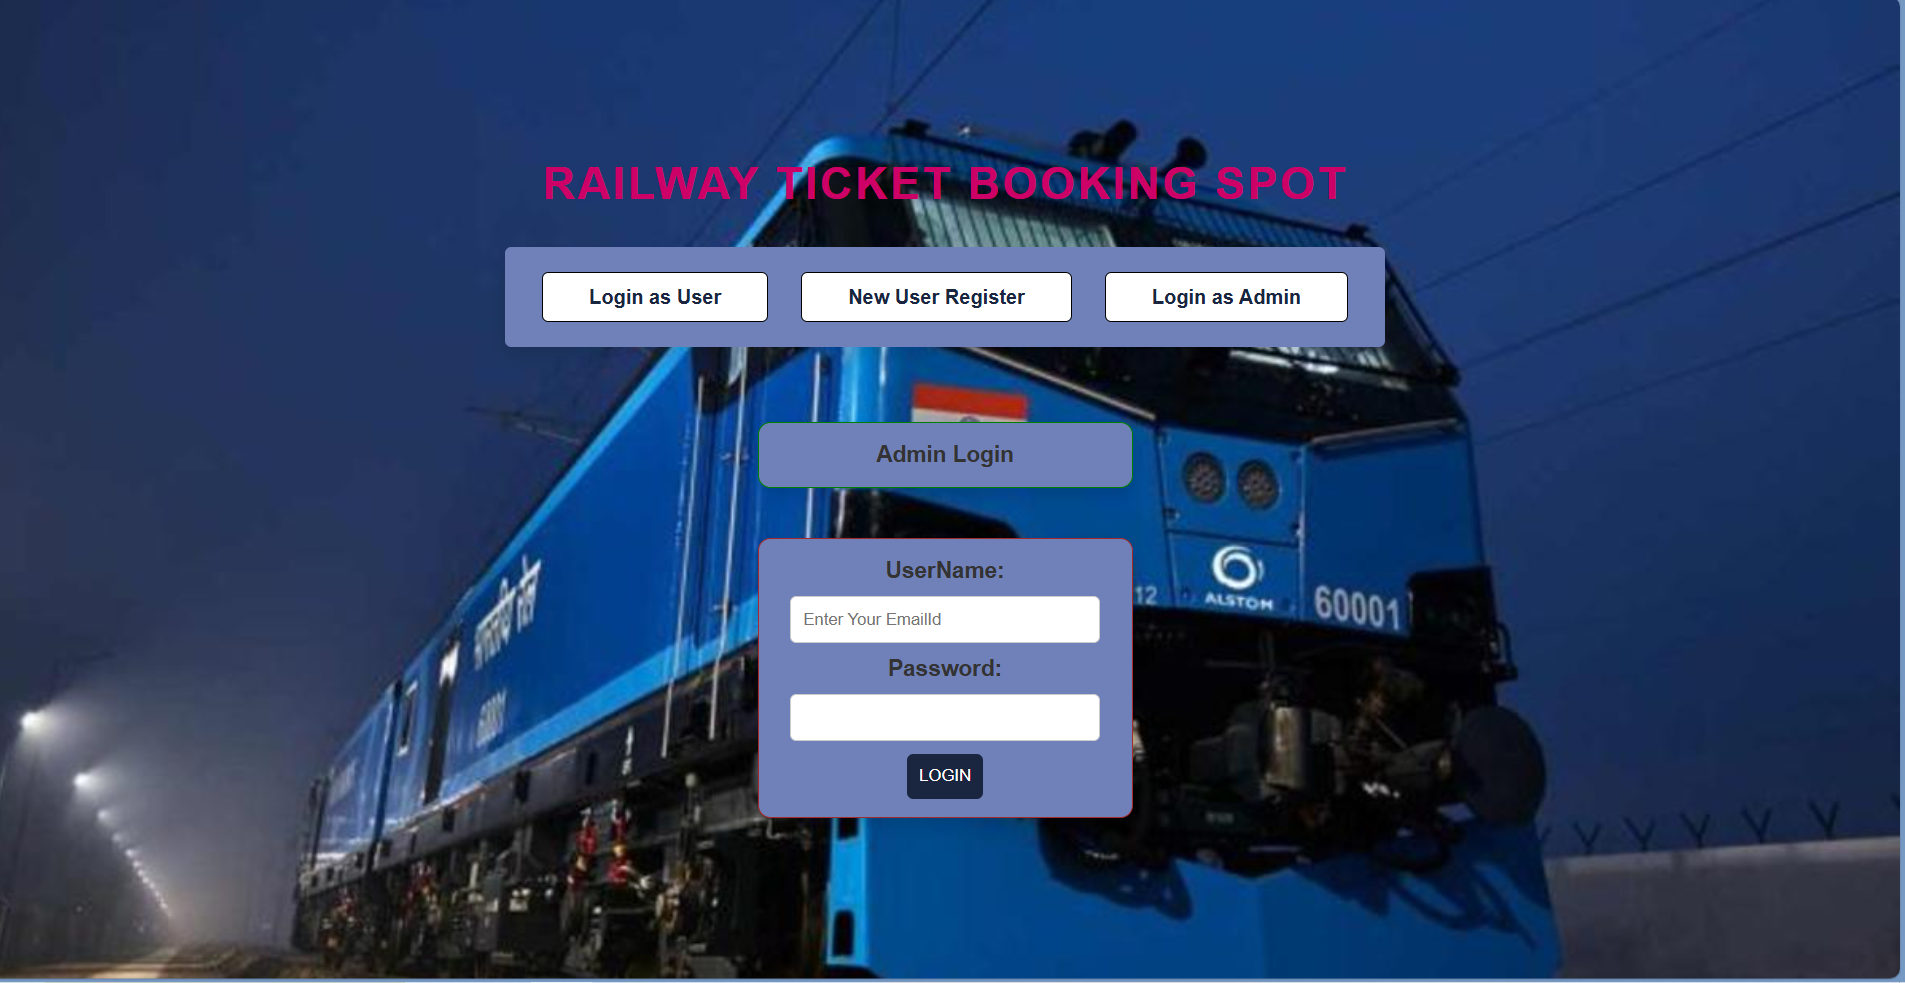 RAILWAY TICKET BOOKING SPOT
Login as User
New User Register
Login as Admin
Admin Login
UserName:
Enter Your EmailId
Password:
LOGIN
भारतीय रेल
60001
12
ALSTOM
60001